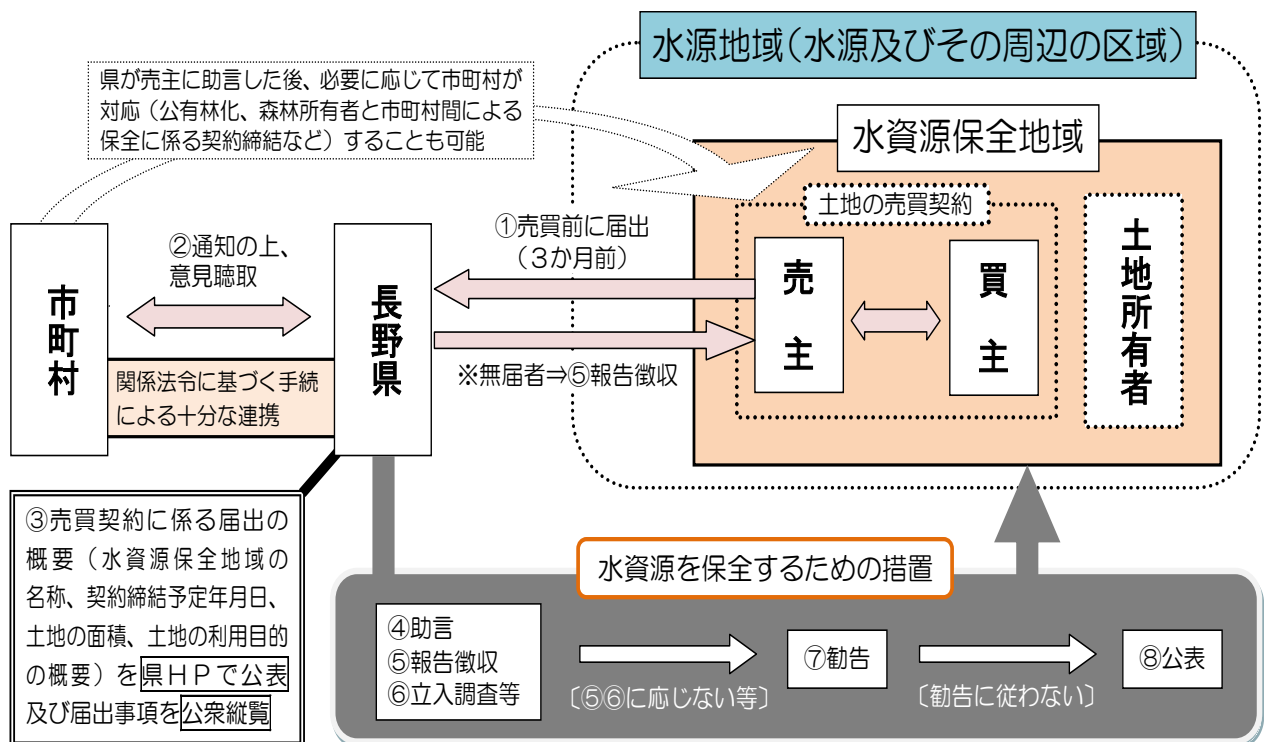 水源地域（水源及びその周辺の区域）
県が売主に助言した後、必要に応じて市町村が
対応（公有林化、森林所有者と市町村間による
保全に係る契約締結など）することも可能
水資源保全地域
土地の売買契約
①売買前に届出
（３か月前）
②通知の上、
意見聴取
市町村
長野県
売主
買主
土地所有者
※無届者⇒⑤報告徴収
関係法令に基づく手続
による十分な連携
③売買契約に係る届出の
概要（水資源保全地域の
名称、契約締結予定年月日、
土地の面積、土地の利用目的
の概要）を県ＨＰで公表
及び届出事項を公衆縦覧
水資源を保全するための措置
④助言
⑤報告徴収
⑥立入調査等
〔⑤⑥に応じない等〕
⑦勧告
〔勧告に従わない〕
⑧公表